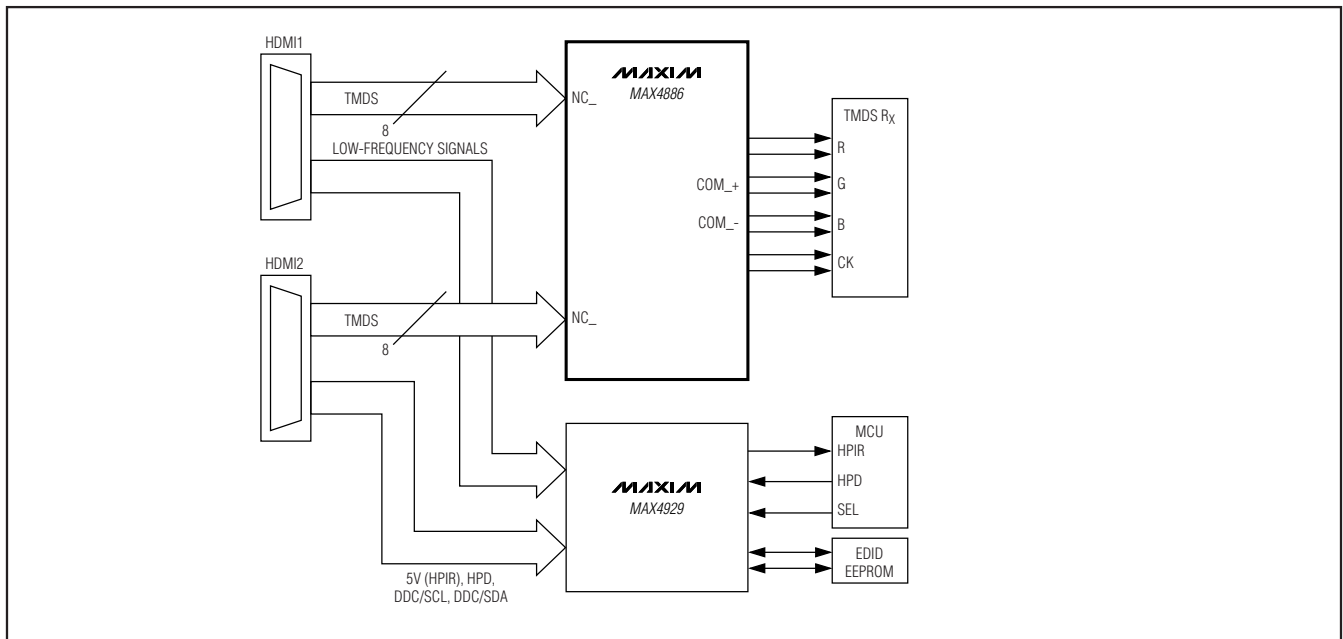 HDMI1
TMDS
8
LOW-FREQUENCY SIGNALS
NC_
MAXIM
MAX4886
COM_+
COM_-
TMDS RX
R
G
B
CK
HDMI2
TMDS
8
NC_
MAXIM
MAX4929
5V (HPIR), HPD,
DDC/SCL, DDC/SDA
MCU
HPIR
HPD
SEL
EDID
EEPROM